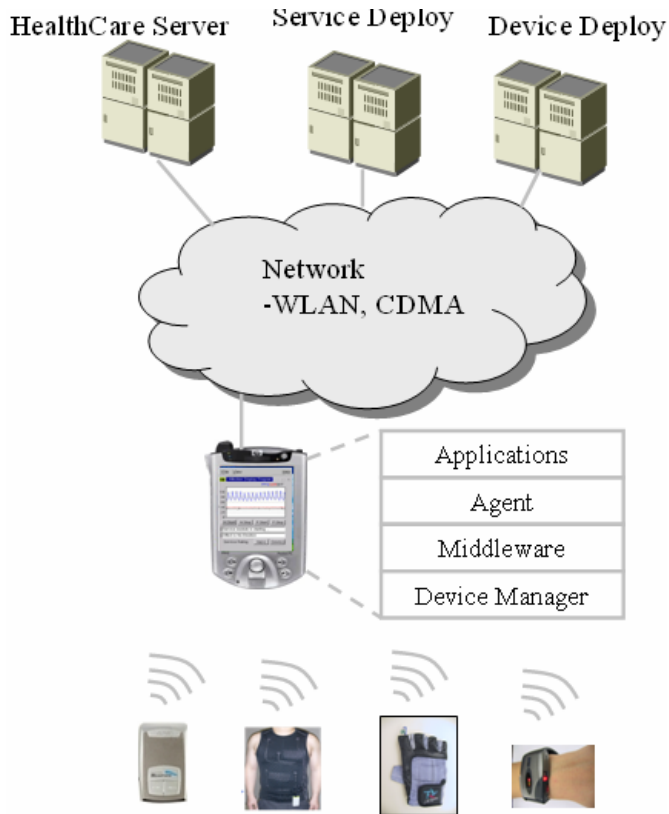 HealthCare Server
Service Deploy
Device Deploy
Network
-WLAN, CDMA
Applications
Agent
Middleware
Device Manager